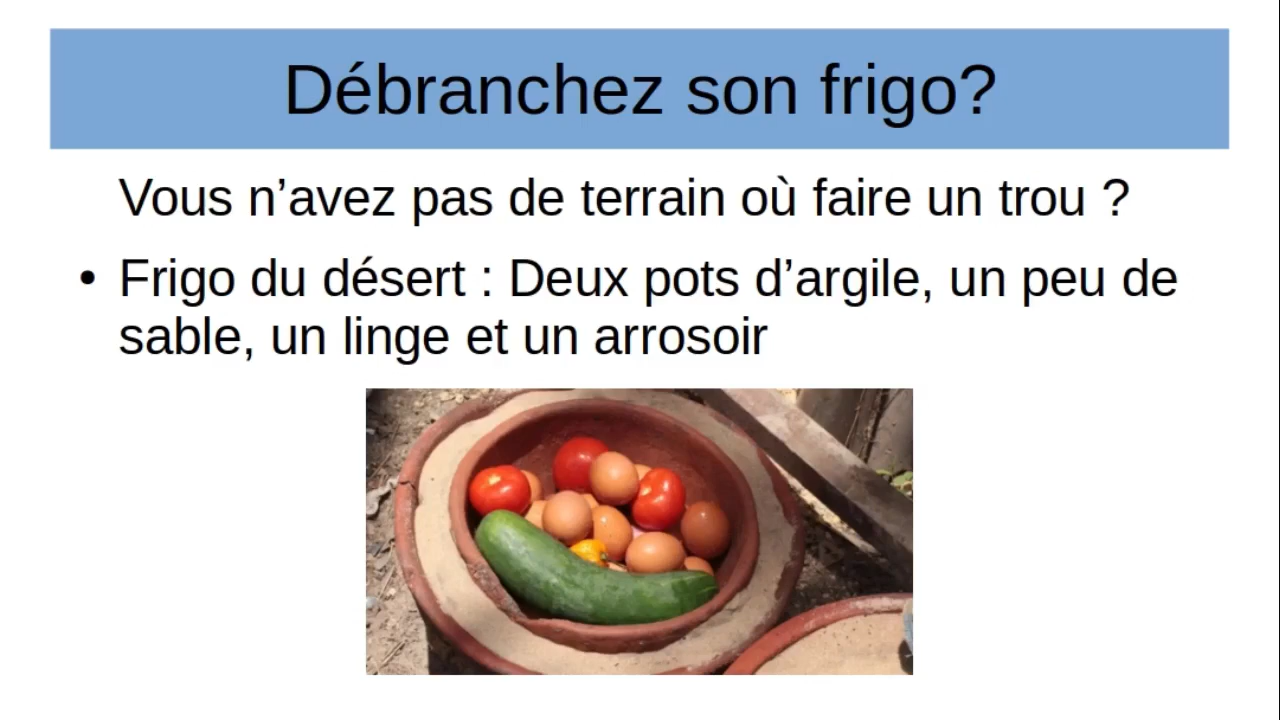 Débranchez son frigo?
Vous n’avez pas de terrain où faire un trou ?
• Frigo du désert : Deux pots d’argile, un peu de
sable, un linge et un arrosoir